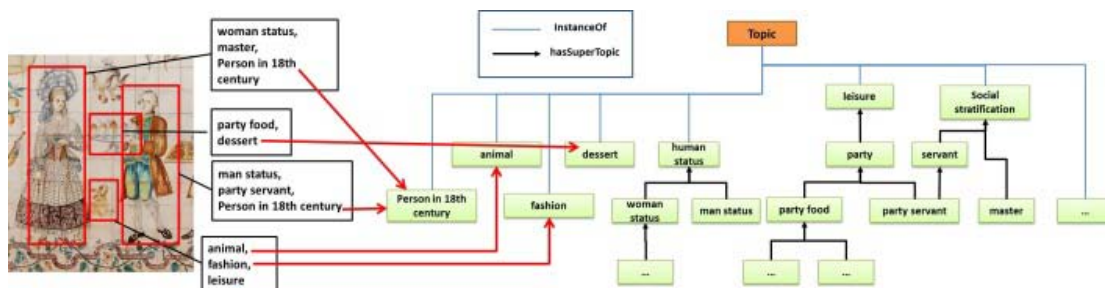 woman status,
master,
Person in 18th
century
party food,
dessert
man status,
party servant,
Person in 18th century
animal,
fashion,
leisure
InstanceOf
hasSuperTopic
Topic
leisure
Social
stratification
animal
dessert
human
status
party
servant
Person in 18th
century
fashion
woman
status
man status
party food
party servant
master
...
...
...
...